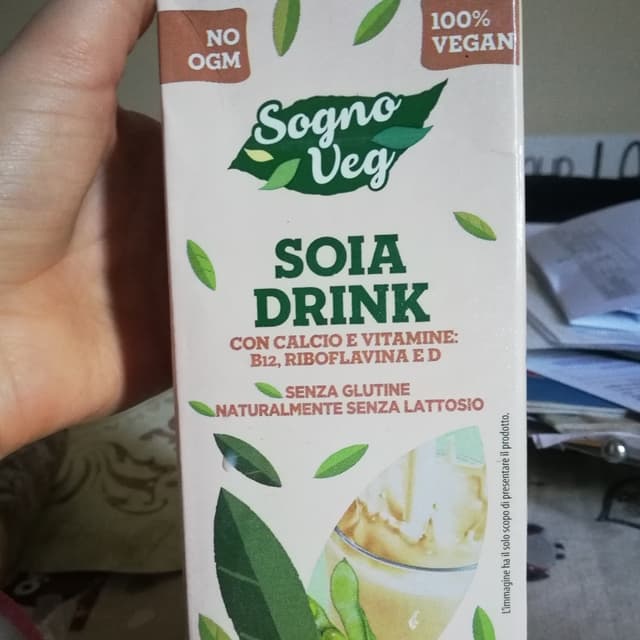 NO
OGM
100%
VEGAN
Sogno
Veg
SOIA
DRINK
CON CALCIO E VITAMINE:
B12, RIBOFLAVINA E D
SENZA GLUTINE
NATURALMENTE SENZA LATTOSIO
L'immagine ha il solo scopo di presentare il prodotto.